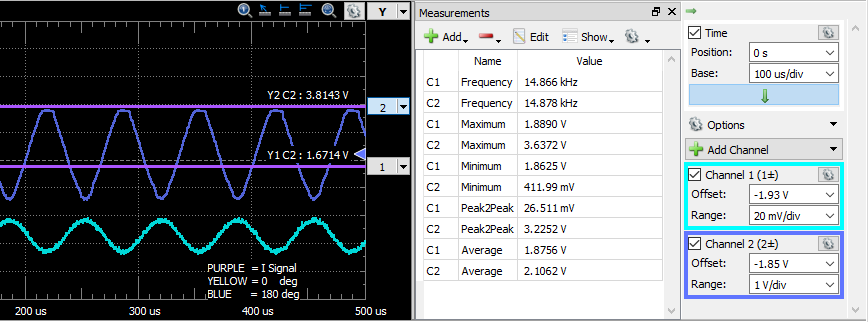 Y
Y2 C2 : 3.8143 V
2
Y1 C2 : 1.6714 V
1
PURPLE = I Signal
YELLOW = 0 deg
BLUE = 180 deg
200 us 300 us 400 us 500 us
Measurements
Add Edit Show
Name Value
C1 Frequency 14.866 kHz
C2 Frequency 14.878 kHz
C1 Maximum 1.8890 V
C2 Maximum 3.6372 V
C1 Minimum 1.8625 V
C2 Minimum 411.99 mV
C1 Peak2Peak 26.511 mV
C2 Peak2Peak 3.2252 V
C1 Average 1.8756 V
C2 Average 2.1062 V
Time
Position: 0 s
Base: 100 us/div
Options
Add Channel
Channel 1 (1±)
Offset: -1.93 V
Range: 20 mV/div
Channel 2 (2±)
Offset: -1.85 V
Range: 1 V/div